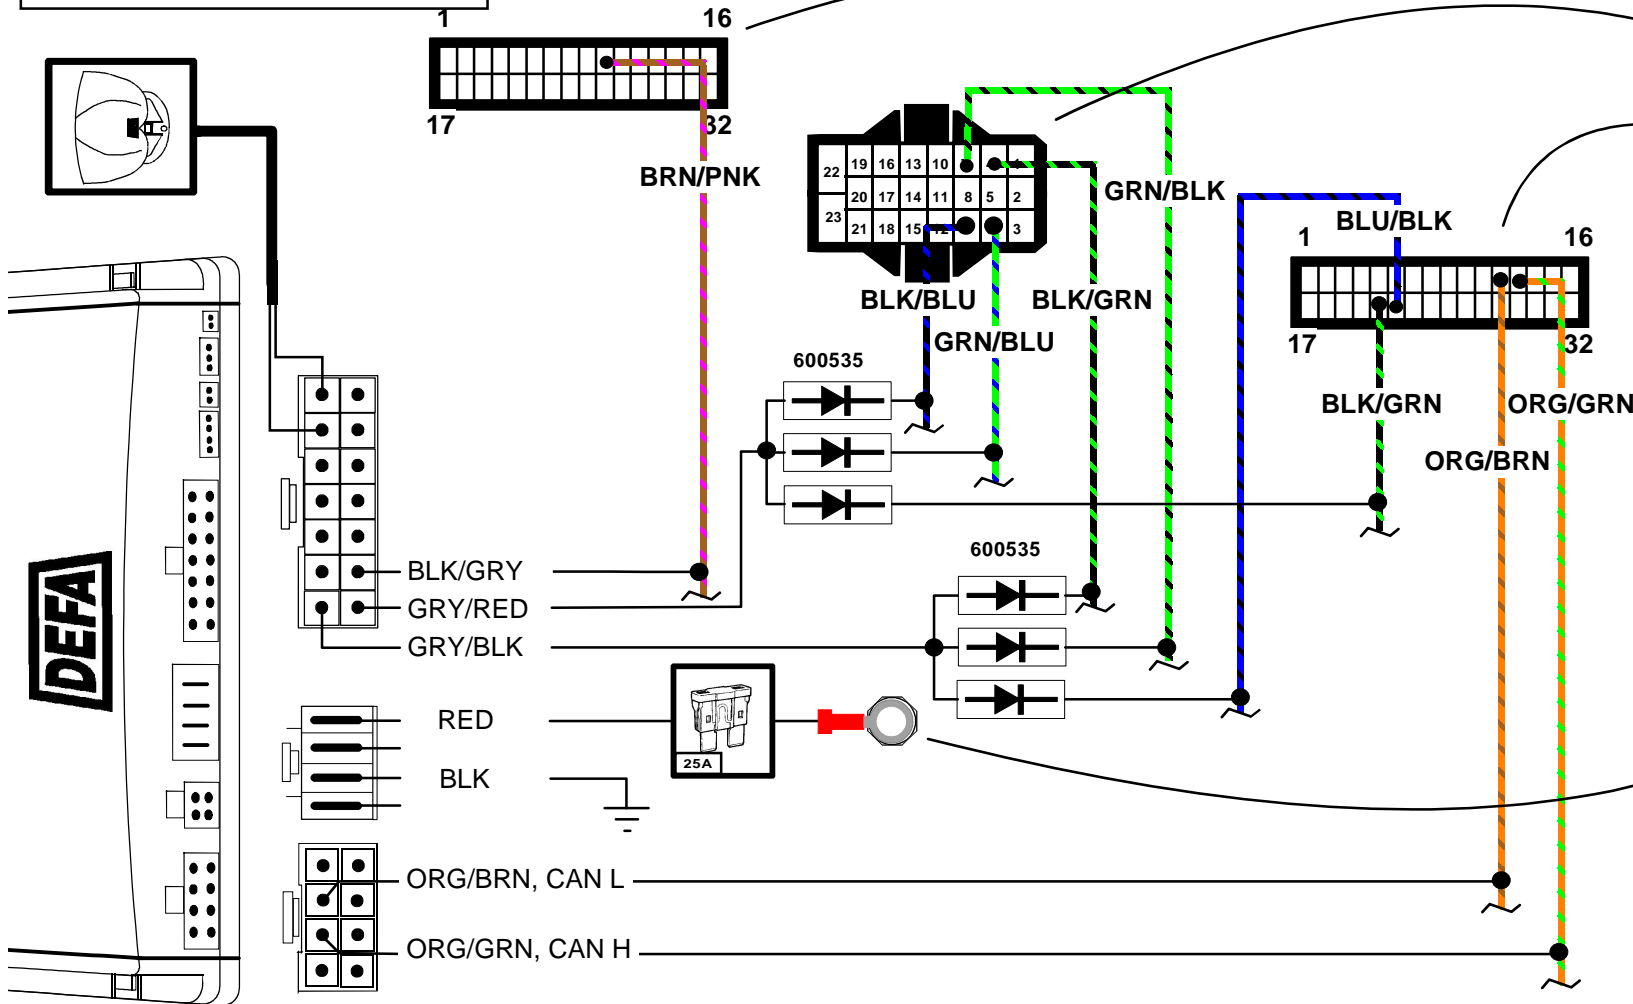 1 16
17 32
BRN/PNK
22 19 16 13 10 4 1
20 17 14 11 8 5 2
23
21 18 15 12 3
GRN/BLK
BLU/BLK
1 16
17 32
BLK/BLU
BLK/GRN
GRN/BLU
600535
BLK/GRN
ORG/GRN
ORG/BRN
600535
DEFA
BLK/GRY
GRY/RED
GRY/BLK
RED
25A
BLK
ORG/BRN, CAN L
ORG/GRN, CAN H